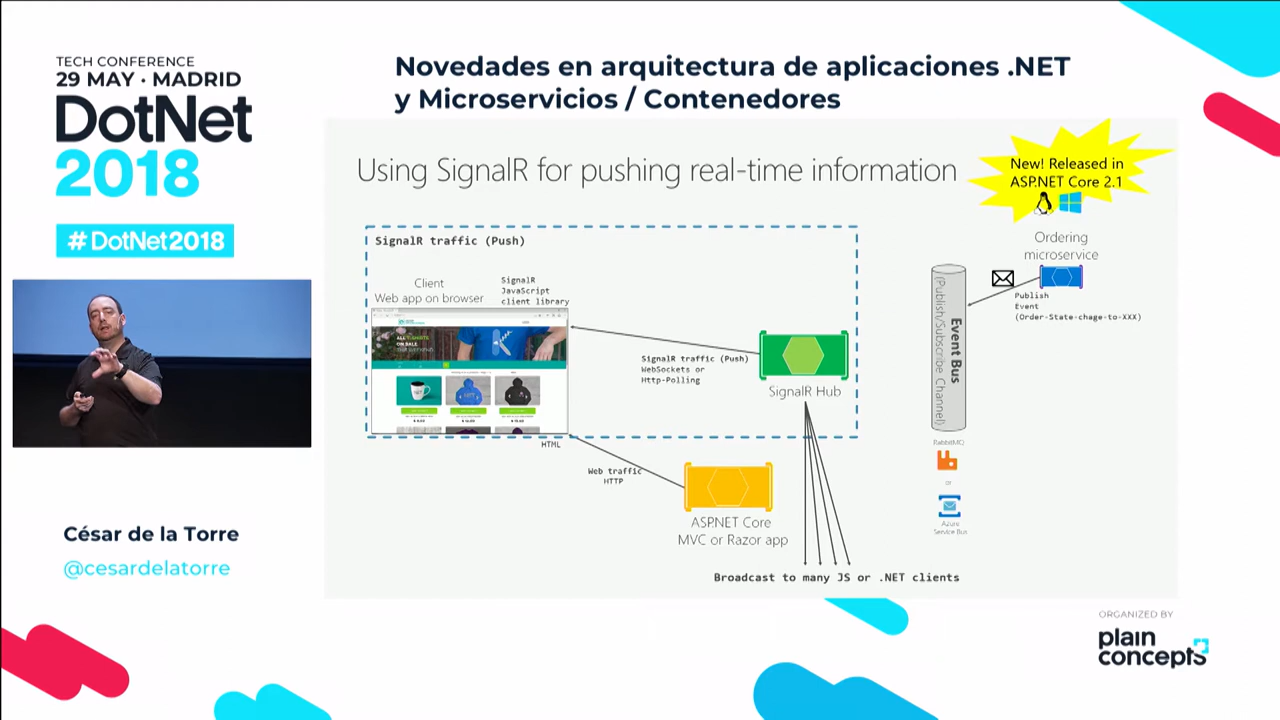 TECH CONFERENCE
29 MAY · MADRID
DotNet
2018
# DotNet2018
Novedades en arquitectura de aplicaciones .NET
y Microservicios / Contenedores
Using SignalR for pushing real-time information
New! Released in
ASP.NET Core 2.1
SignalR traffic (Push)
Client
Web app on browser
SignalR
JavaScript
client library
ALL T-SHIRTS
ON SALE
SignalR traffic (Push)
WebSockets or
Http-Polling
SignalR Hub
HTML
Web traffic
HTTP
ASP.NET Core
MVC or Razor app
Broadcast to many JS or .NET clients
Event Bus
(Publish/Subscribe Channel)
Ordering
microservice
Publish
Event
(Order-State-chage-to-XXX)
RabbitMQ
or
Azure
Service Bus
César de la Torre
@cesardelatorre
ORGANIZED BY
plain
concepts